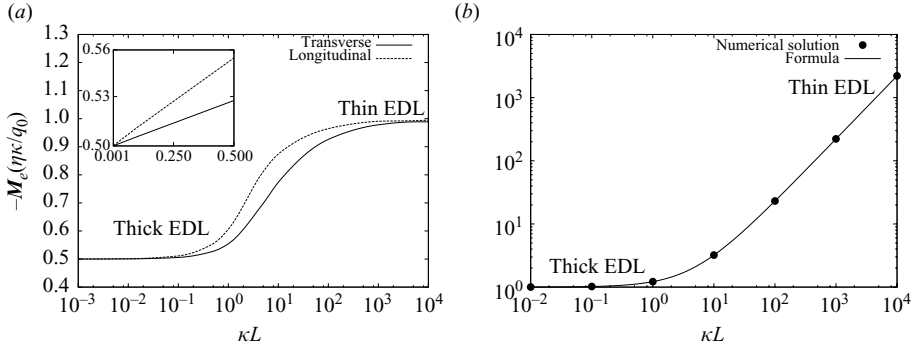 (a)
1.3
1.2
1.1
1.0
0.9
0.8
0.7
0.6
0.5
0.4
−M_e(ηκ/q_0)
0.56
0.53
0.50
0.001 0.250 0.500
Transverse
Longitudinal
Thin EDL
Thick EDL
10^−3 10^−2 10^−1 10^0 10^1 10^2 10^3 10^4
κL
(b)
10^3
10^2
10^1
10^0
Numerical solution
Formula
Thin EDL
Thick EDL
10^−2 10^−1 10^0 10^1 10^2 10^3 10^4
κL